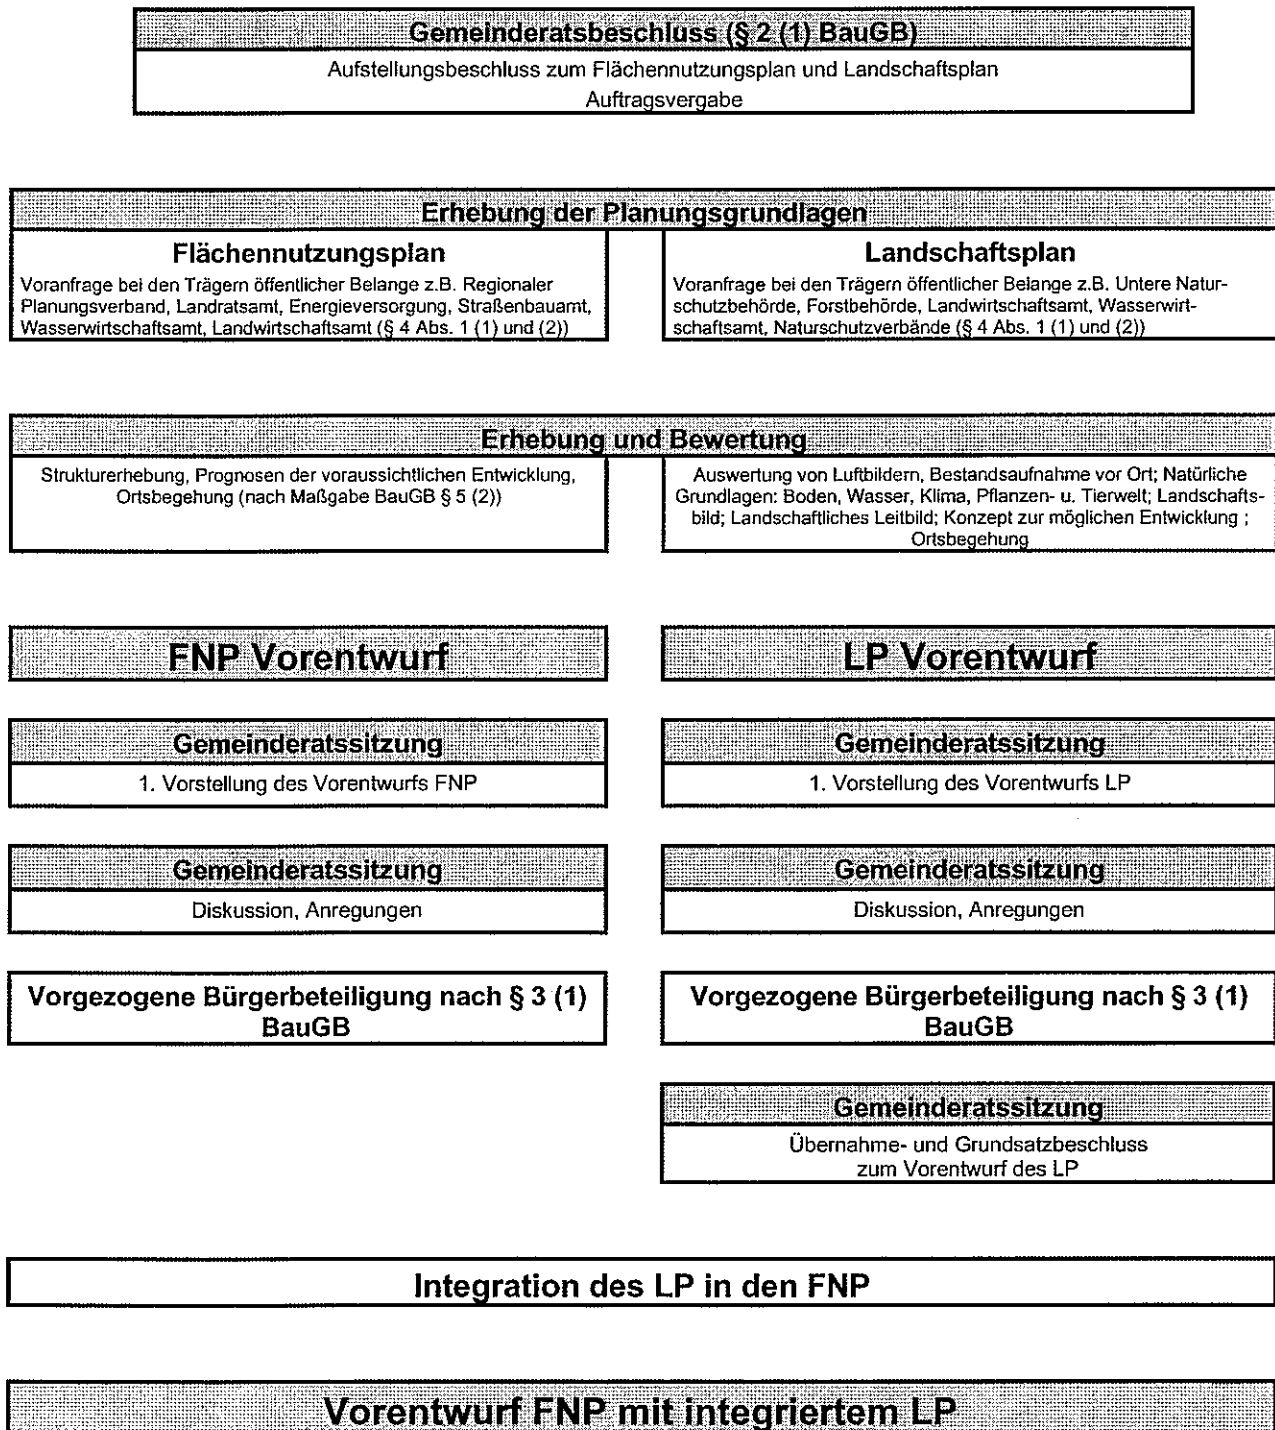 Gemeinderatsbeschluss (§ 2 (1) BauGB)
Aufstellungsbeschluss zum Flächennutzungsplan und Landschaftsplan
Auftragsvergabe
Erhebung der Planungsgrundlagen
Flächennutzungsplan
Voranfrage bei den Trägern öffentlicher Belange z.B. Regionaler
Planungsverband, Landratsamt, Energieversorgung, Straßenbauamt,
Wasserwirtschaftsamt, Landwirtschaftsamt (§ 4 Abs. 1 (1) und (2))
Landschaftsplan
Voranfrage bei den Trägern öffentlicher Belange z.B. Untere Natur-
schutzbehörde, Forstbehörde, Landwirtschaftsamt, Wasserwirt-
schaftsamt, Naturschutzverbände (§ 4 Abs. 1 (1) und (2))
Erhebung und Bewertung
Strukturerhebung, Prognosen der voraussichtlichen Entwicklung,
Ortsbegehung (nach Maßgabe BauGB § 5 (2))
Auswertung von Luftbildern, Bestandsaufnahme vor Ort; Natürliche
Grundlagen: Boden, Wasser, Klima, Pflanzen- u. Tierwelt; Landschafts-
bild; Landschaftliches Leitbild; Konzept zur möglichen Entwicklung ;
Ortsbegehung
FNP Vorentwurf
LP Vorentwurf
Gemeinderatssitzung
1. Vorstellung des Vorentwurfs FNP
Gemeinderatssitzung
1. Vorstellung des Vorentwurfs LP
Gemeinderatssitzung
Diskussion, Anregungen
Gemeinderatssitzung
Diskussion, Anregungen
Vorgezogene Bürgerbeteiligung nach § 3 (1)
BauGB
Vorgezogene Bürgerbeteiligung nach § 3 (1)
BauGB
Gemeinderatssitzung
Übernahme- und Grundsatzbeschluss
zum Vorentwurf des LP
Integration des LP in den FNP
Vorentwurf FNP mit integriertem LP